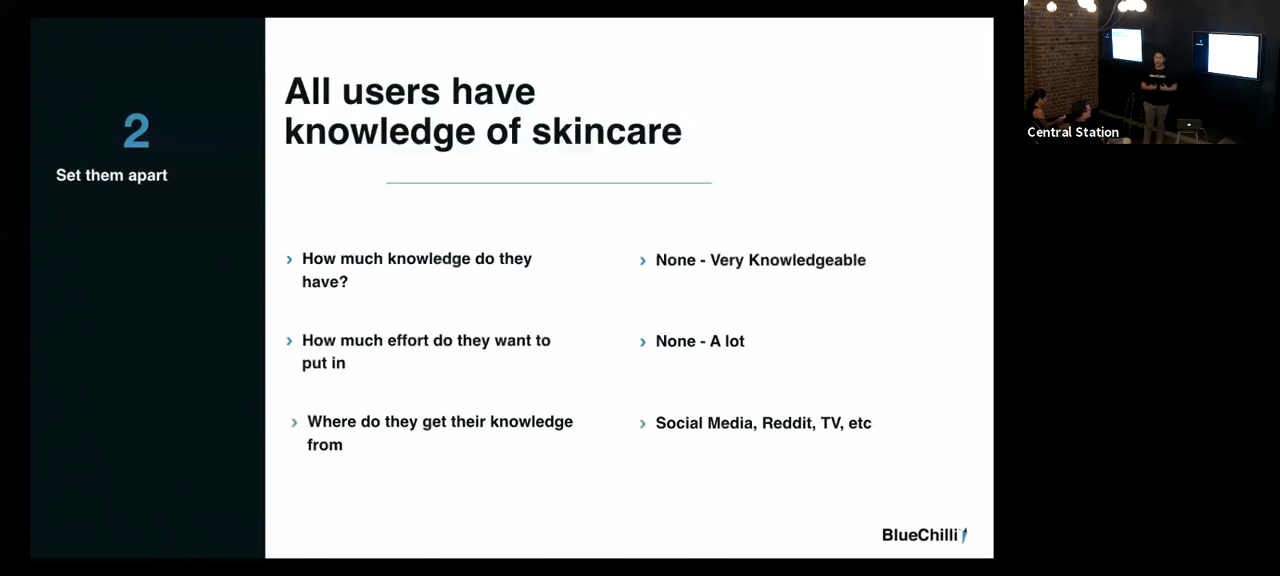 2
Set them apart
All users have
knowledge of skincare
› How much knowledge do they
have?
› None - Very Knowledgeable
› How much effort do they want to
put in
› None - A lot
› Where do they get their knowledge
from
› Social Media, Reddit, TV, etc
BlueChilli
Central Station